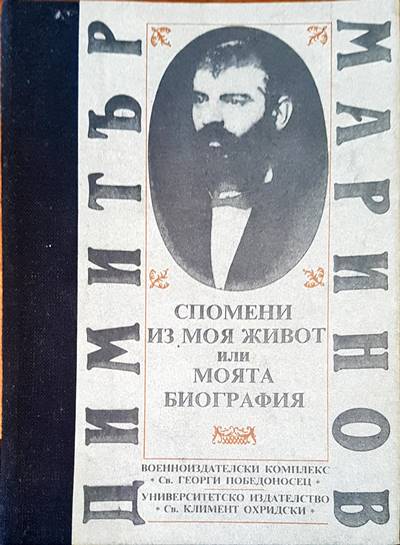 ДИМИТЪР
МАРИНОВ
СПОМЕНИ
ИЗ МОЯ ЖИВОТ
ИЛИ
МОЯТА
БИОГРАФИЯ
ВОЕННОИЗДАТЕЛСКИ КОМПЛЕКС
• Св. ГЕОРГИ ПОБЕДОНОСЕЦ •
УНИВЕРСИТЕТСКО ИЗДАТЕЛСТВО
• Св. КЛИМЕНТ ОХРИДСКИ •